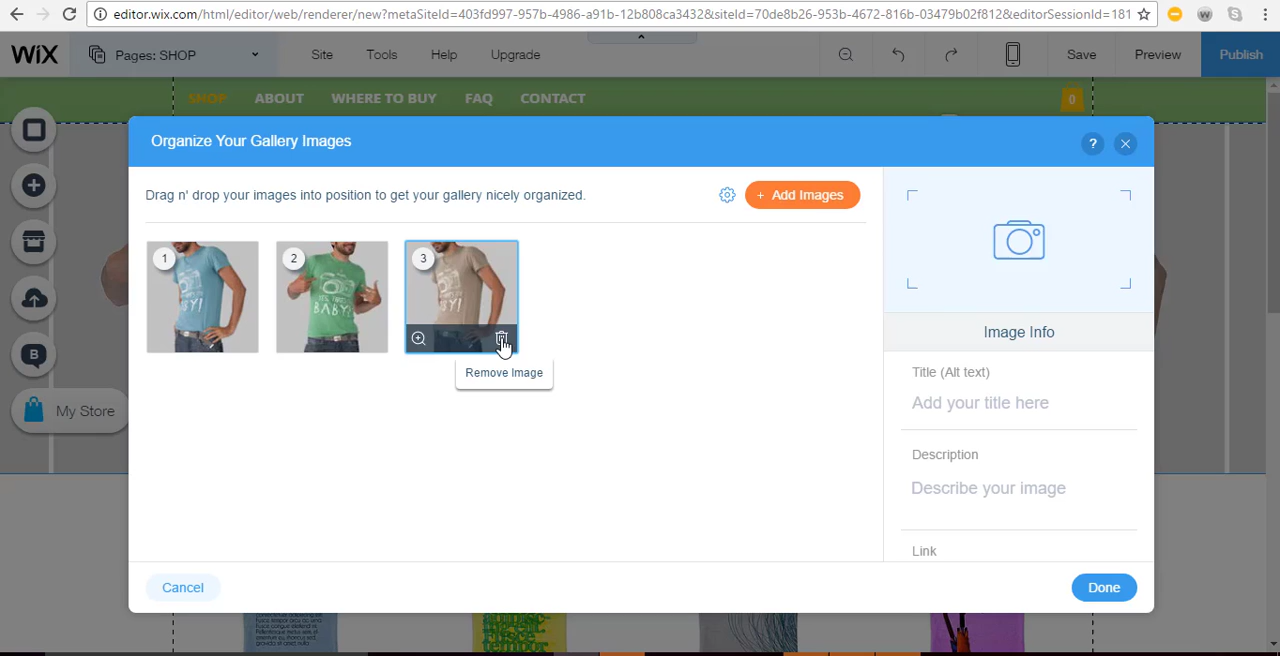 editor.wix.com/html/editor/web/renderer/new?metaSiteId=403fd997-957b-4986-a91b-12b808ca3432&siteId=70de8b26-953b-4672-816b-03479b02f812&editorSessionId=181
WiX Pages: SHOP Site Tools Help Upgrade Save Preview Publish
SHOP ABOUT WHERE TO BUY FAQ CONTACT 0
Organize Your Gallery Images ?
Drag n' drop your images into position to get your gallery nicely organized. + Add Images
1 2 3
BABY! BABY!
Remove Image
Image Info
Title (Alt text)
Add your title here
My Store
Description
Describe your image
Link
Cancel Done